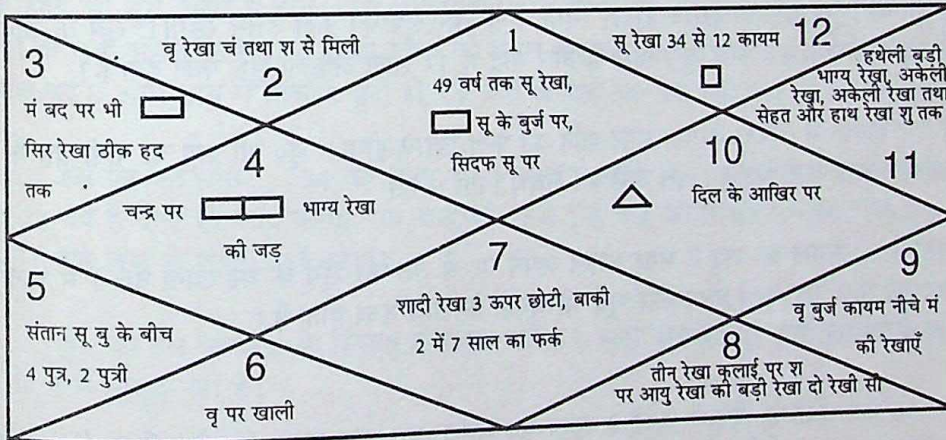 1
49 वर्ष तक सू रेखा,
सू के बुर्ज पर,
सिदफ सू पर
2
वृ रेखा चं तथा श से मिली
3
मं बद पर भी
सिर रेखा ठीक हद
तक
4
चन्द्र पर भाग्य रेखा
की जड़
5
संतान सू बु के बीच
4 पुत्र, 2 पुत्री
6
वृ पर खाली
7
शादी रेखा 3 ऊपर छोटी, बाकी
2 में 7 साल का फर्क
8
तीन रेखा कलाई पर श
पर आयु रेखा की बड़ी रेखा दो रेखी सी
9
वृ बुर्ज कायम नीचे मं
की रेखाएँ
10
दिल के आखिर पर
11
हथेली बड़ी
भाग्य रेखा, अकेली
रेखा, अकेली रेखा तथा
सेहत और हाथ रेखा शु तक
12
सू रेखा 34 से 12 कायम